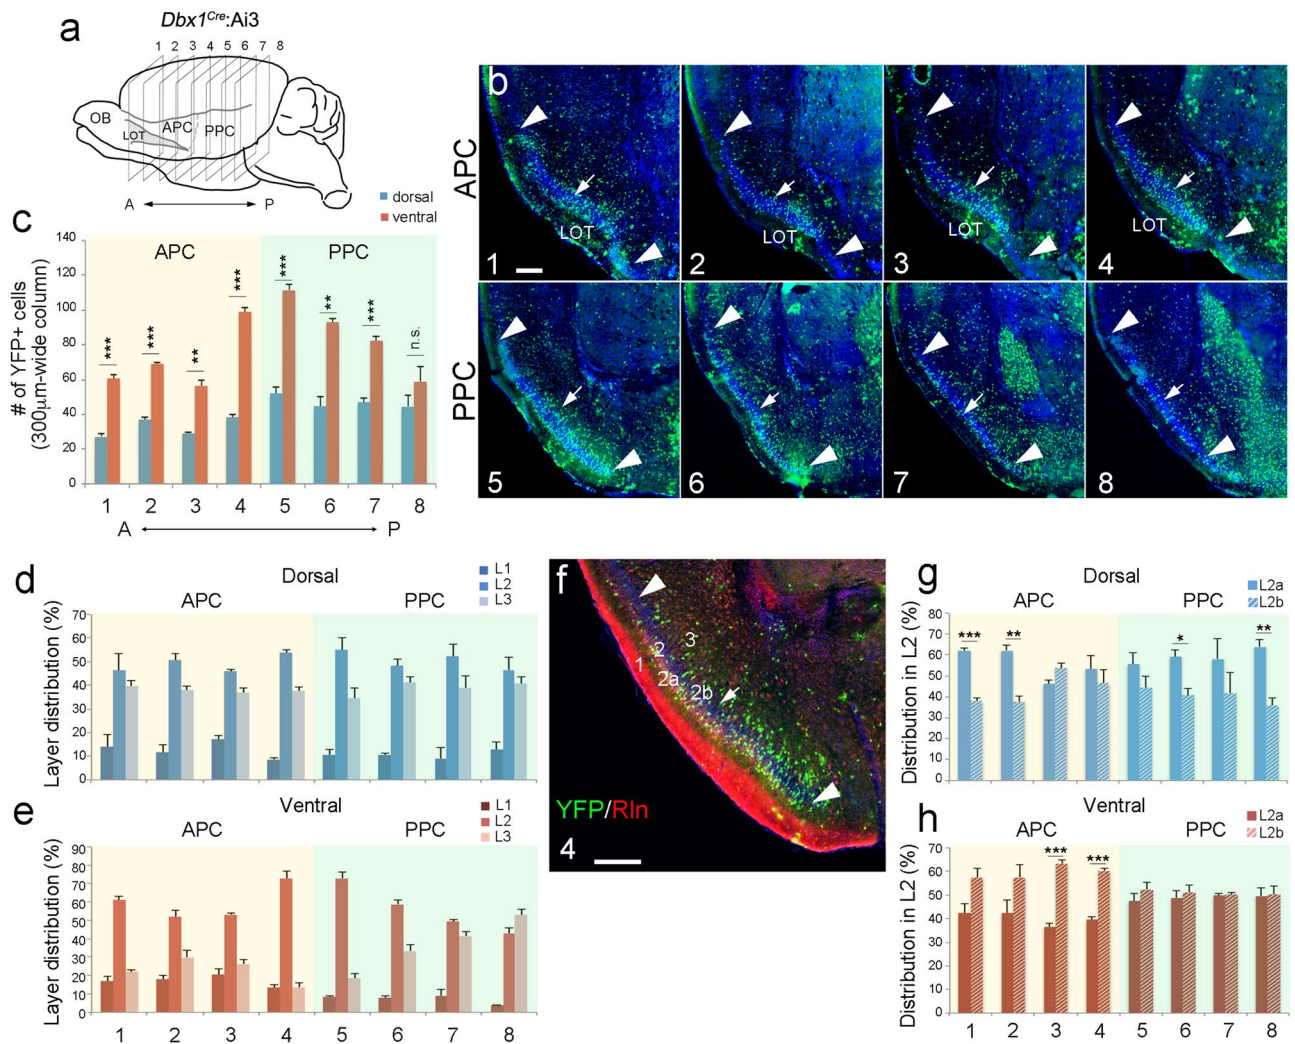 a
Dbx1Cre:Ai3
1 2 3 4 5 6 7 8
OB
LOT
APC
PPC
A P
dorsal
ventral
b
APC
LOT
1
LOT
2
LOT
3
LOT
4
PPC
5
6
7
8
c
# of YFP+ cells
(300µm-wide column)
APC PPC
140
120
100
80
60
40
20
0
*** *** ** *** *** ** *** n.s.
1 2 3 4 5 6 7 8
A P
d
Dorsal
L1
L2
L3
APC PPC
Layer distribution (%)
70
60
50
40
30
20
10
0
e
Ventral
L1
L2
L3
APC PPC
Layer distribution (%)
90
80
70
60
50
40
30
20
10
0
1 2 3 4 5 6 7 8
f
3
2
1
2a
2b
YFP/Rln
4
g
Dorsal
L2a
L2b
APC PPC
Distribution in L2 (%)
80
70
60
50
40
30
20
10
0
*** ** * **
h
Ventral
L2a
L2b
APC PPC
Distribution in L2 (%)
70
60
50
40
30
20
10
0
*** ***
1 2 3 4 5 6 7 8